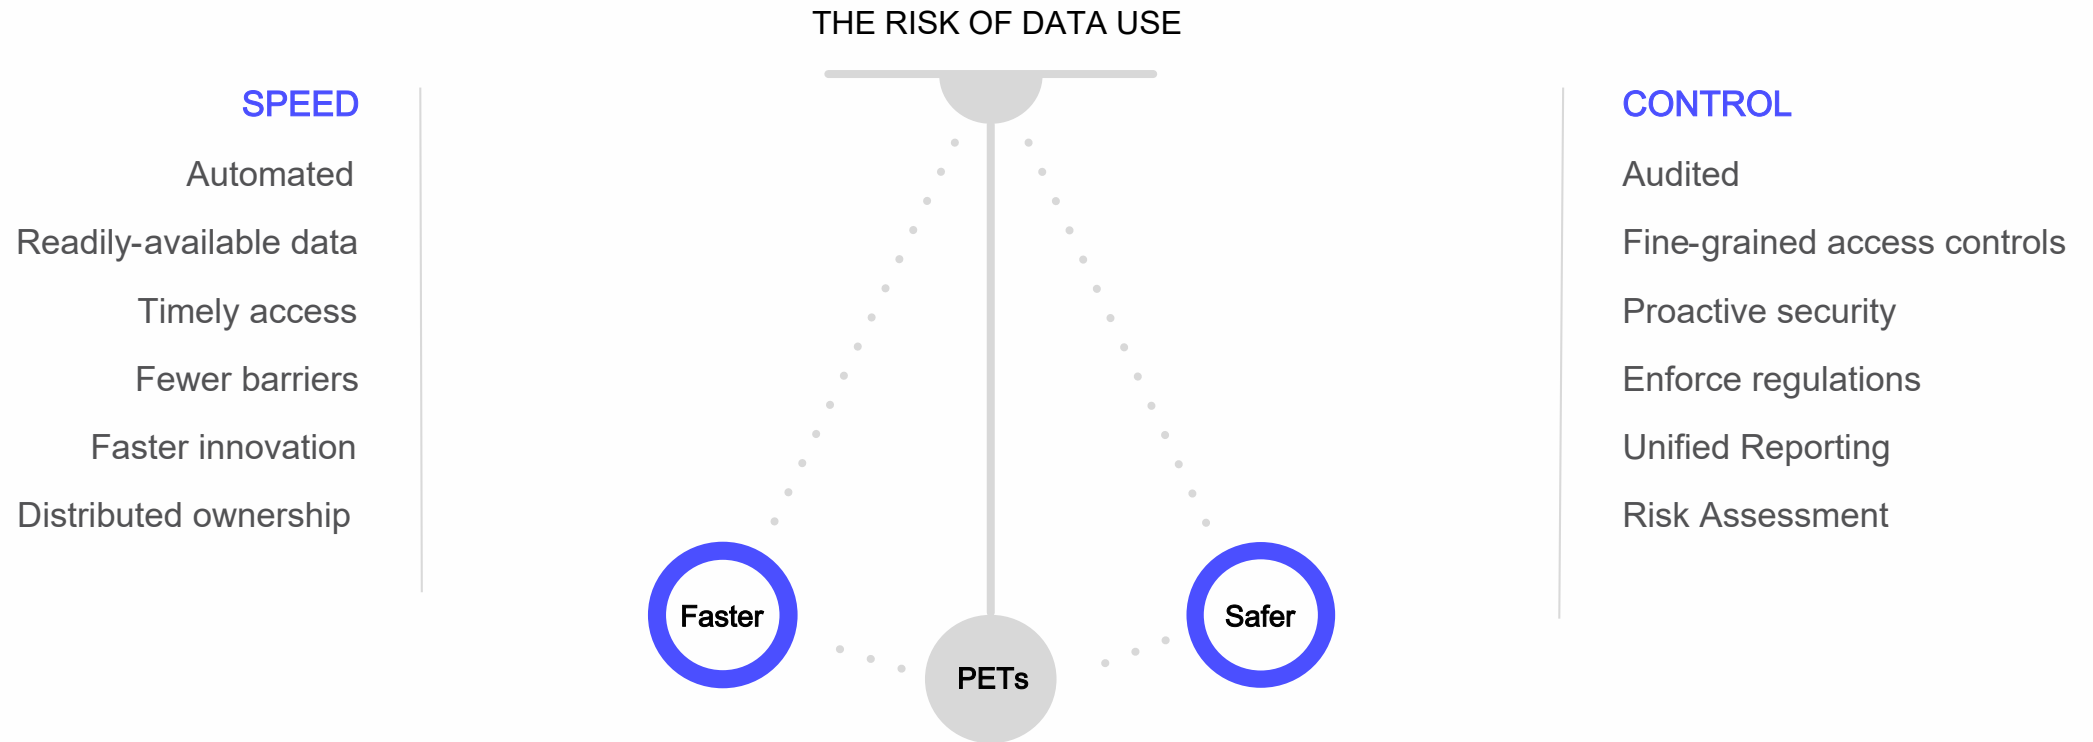 THE RISK OF DATA USE
SPEED
Automated
Readily-available data
Timely access
Fewer barriers
Faster innovation
Distributed ownership
Faster
PETs
Safer
CONTROL
Audited
Fine-grained access controls
Proactive security
Enforce regulations
Unified Reporting
Risk Assessment